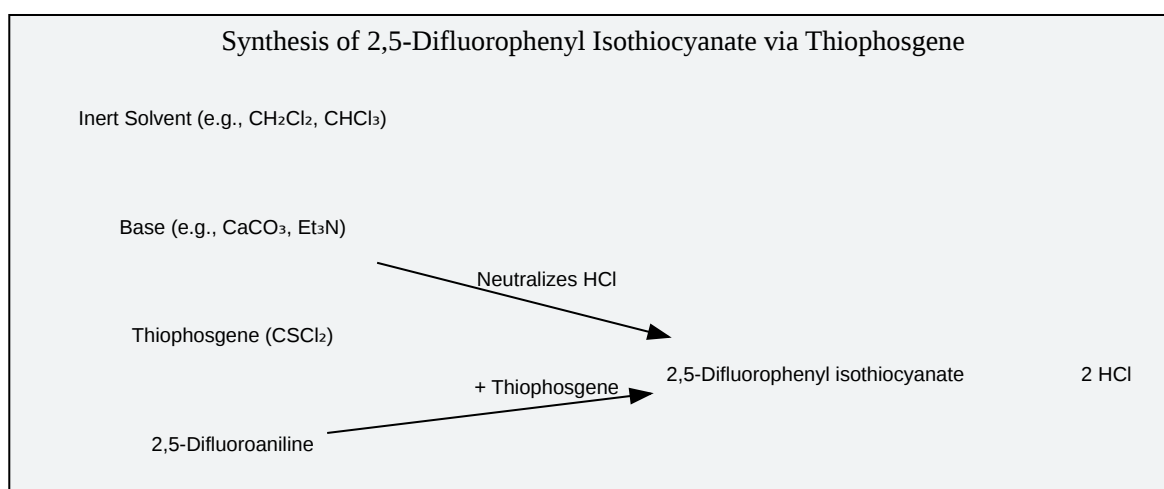 Synthesis of 2,5-Difluorophenyl Isothiocyanate via Thiophosgene
Inert Solvent (e.g., CH₂Cl₂, CHCl₃)
Base (e.g., CaCO₃, Et₃N)
Neutralizes HCl
Thiophosgene (CSCl₂)
2,5-Difluorophenyl isothiocyanate
2 HCl
+ Thiophosgene
2,5-Difluoroaniline